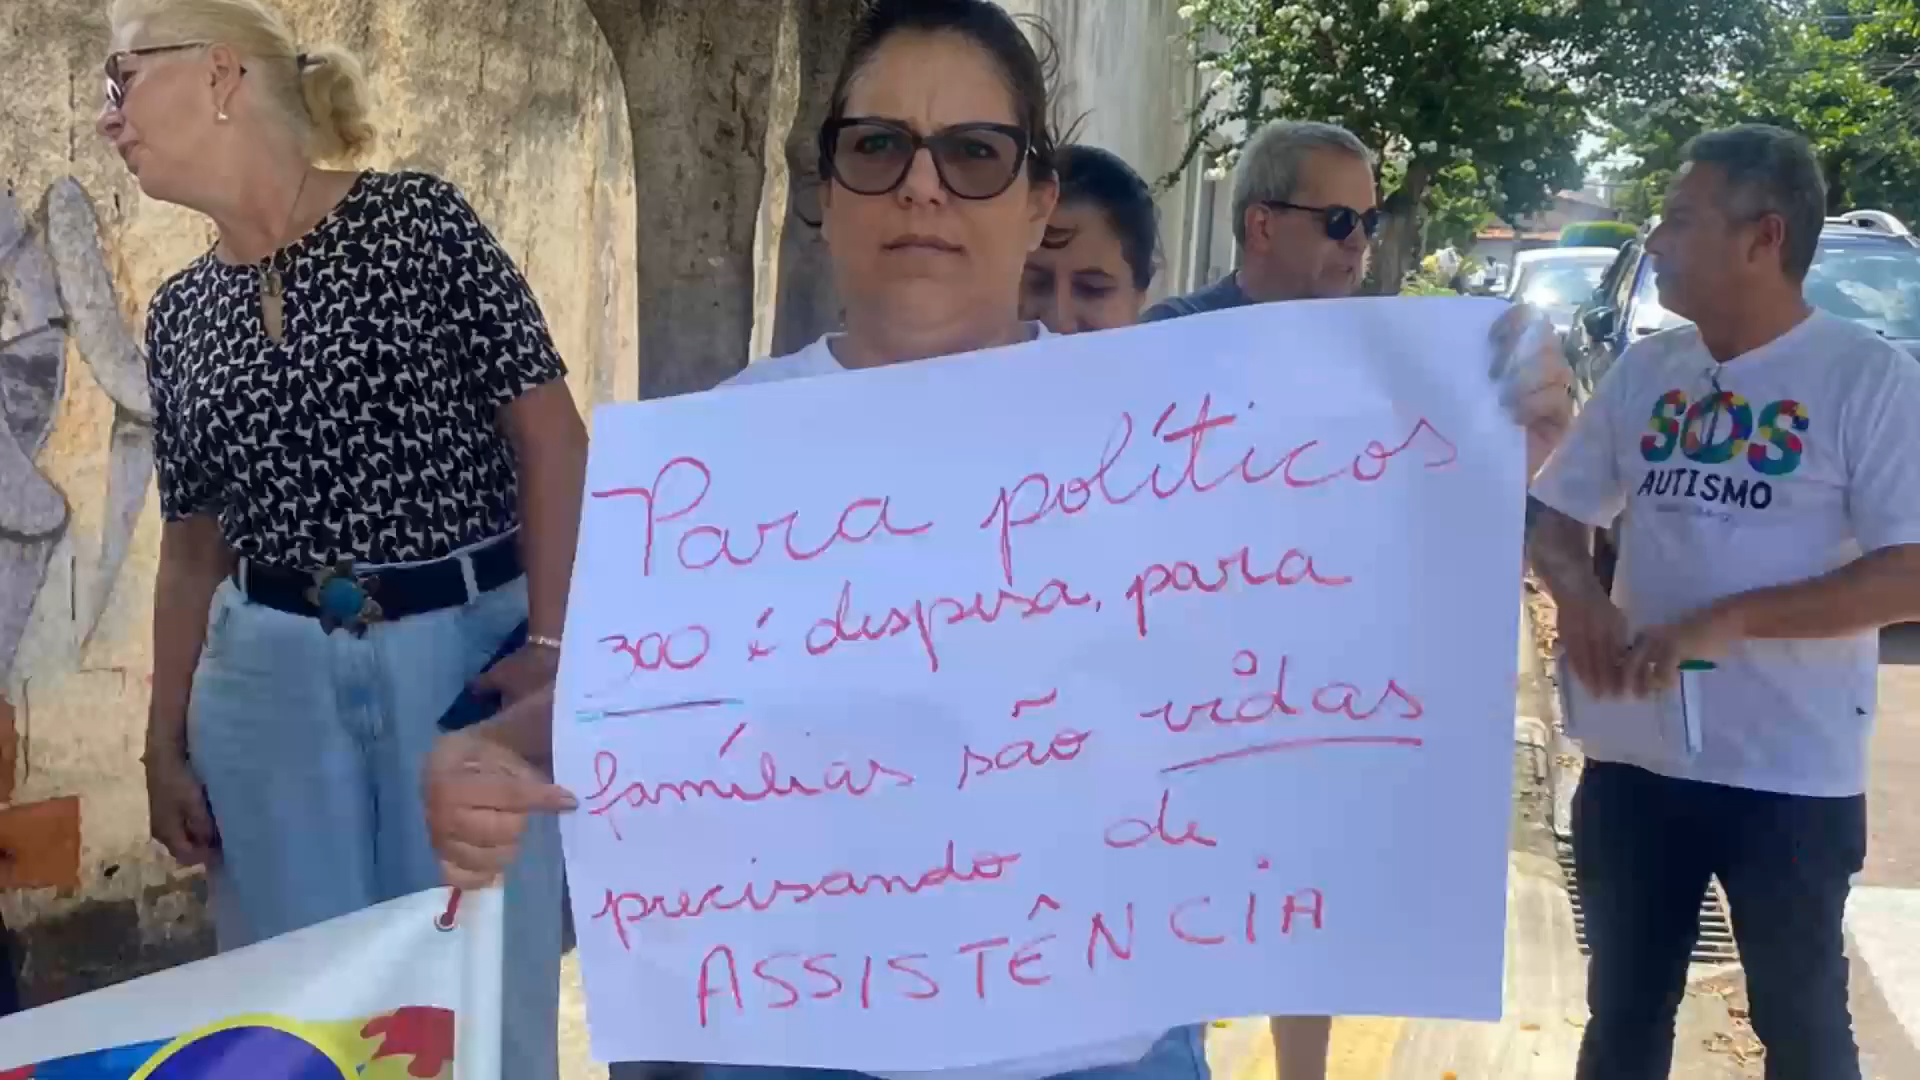 Para políticos
300 é despesa, para
famílias são vidas
precisando de
ASSISTÊNCIA
SOS
AUTISMO